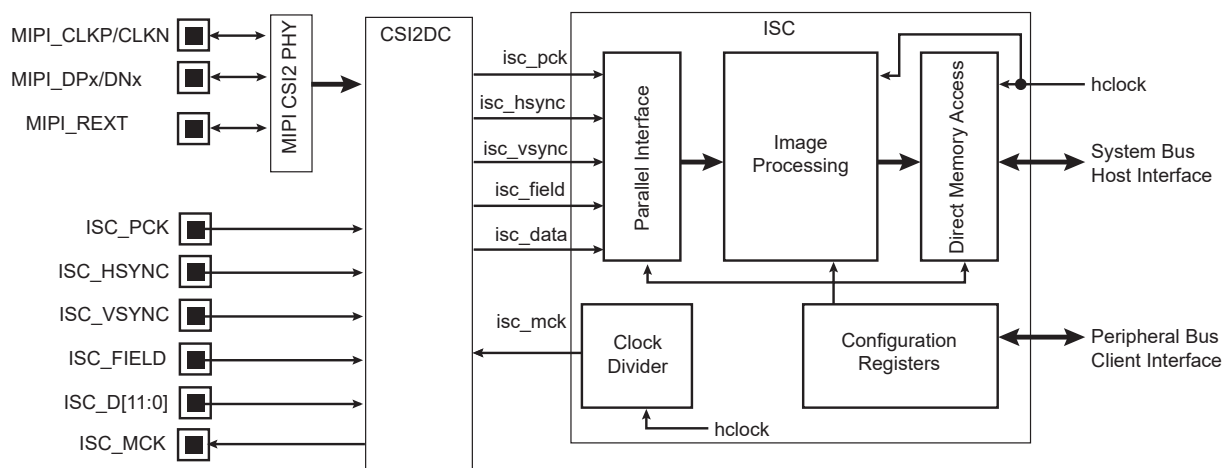 MIPI_CLKP/CLKN
MIPI_DPx/DNx
MIPI_REXT
MIPI CSI2 PHY
CSI2DC
ISC_PCK
ISC_HSYNC
ISC_VSYNC
ISC_FIELD
ISC_D[11:0]
ISC_MCK
isc_pck
isc_hsync
isc_vsync
isc_field
isc_data
isc_mck
ISC
Parallel Interface
Image
Processing
Direct Memory Access
Clock
Divider
Configuration
Registers
hclock
hclock
System Bus
Host Interface
Peripheral Bus
Client Interface